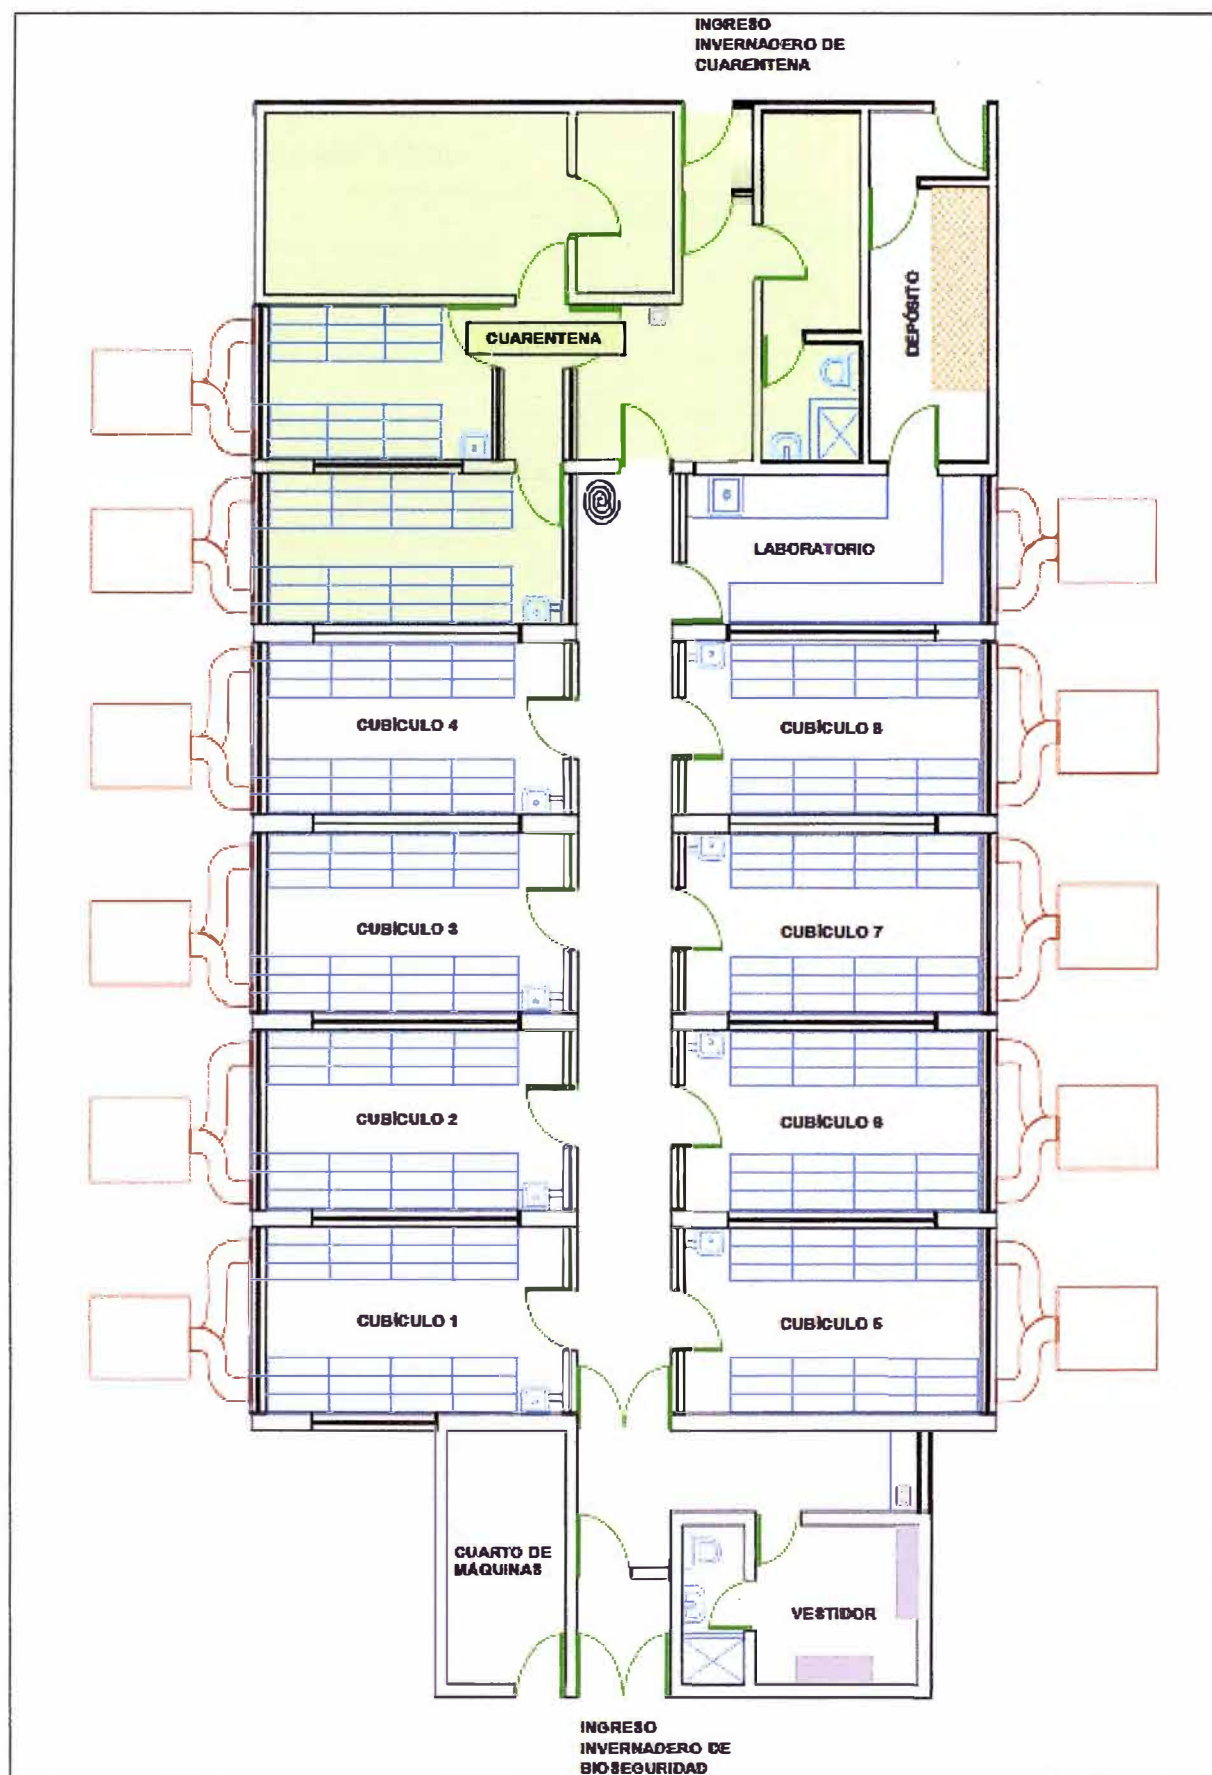 INGRESO
INVERNADERO DE
CUARENTENA
CUARENTENA
DEPÓSITO
LABORATORIO
CUBÍCULO 4
CUBÍCULO 8
CUBÍCULO 3
CUBÍCULO 7
CUBÍCULO 2
CUBÍCULO 6
CUBÍCULO 1
CUBÍCULO 5
CUARTO DE
MÁQUINAS
VESTIDOR
INGRESO
INVERNADERO DE
BIOSEGURIDAD